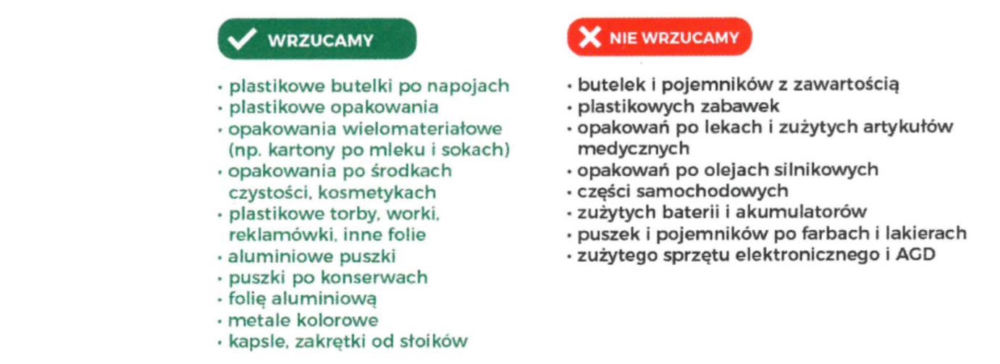 WRZUCAMY
• plastikowe butelki po napojach
• plastikowe opakowania
• opakowania wielomateriałowe
(np. kartony po mleku i sokach)
• opakowania po środkach
czystości, kosmetykach
• plastikowe torby, worki,
reklamówki, inne folie
• aluminiowe puszki
• puszki po konserwach
• folię aluminiową
• metale kolorowe
• kapsle, zakrętki od słoików
NIE WRZUCAMY
• butelek i pojemników z zawartością
• plastikowych zabawek
• opakowań po lekach i zużytych artykułów
medycznych
• opakowań po olejach silnikowych
• części samochodowych
• zużytych baterii i akumulatorów
• puszek i pojemników po farbach i lakierach
• zużytego sprzętu elektronicznego i AGD